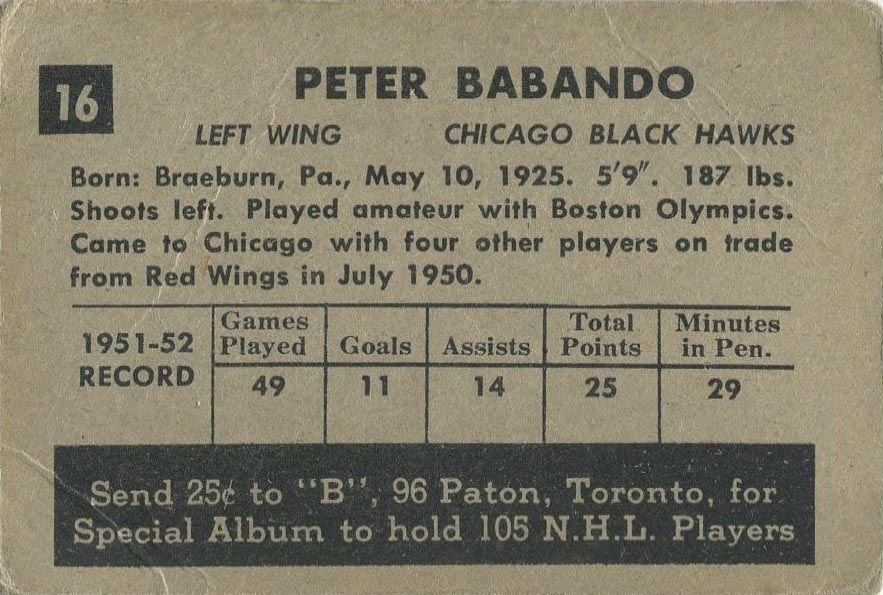 16
PETER BABANDO
LEFT WING CHICAGO BLACK HAWKS
Born: Braeburn, Pa., May 10, 1925. 5'9". 187 lbs.
Shoots left. Played amateur with Boston Olympics.
Came to Chicago with four other players on trade
from Red Wings in July 1950.
1951-52 RECORD
Games Played Goals Assists Total Points Minutes in Pen.
49 11 14 25 29
Send 25¢ to "B", 96 Paton, Toronto, for
Special Album to hold 105 N.H.L. Players